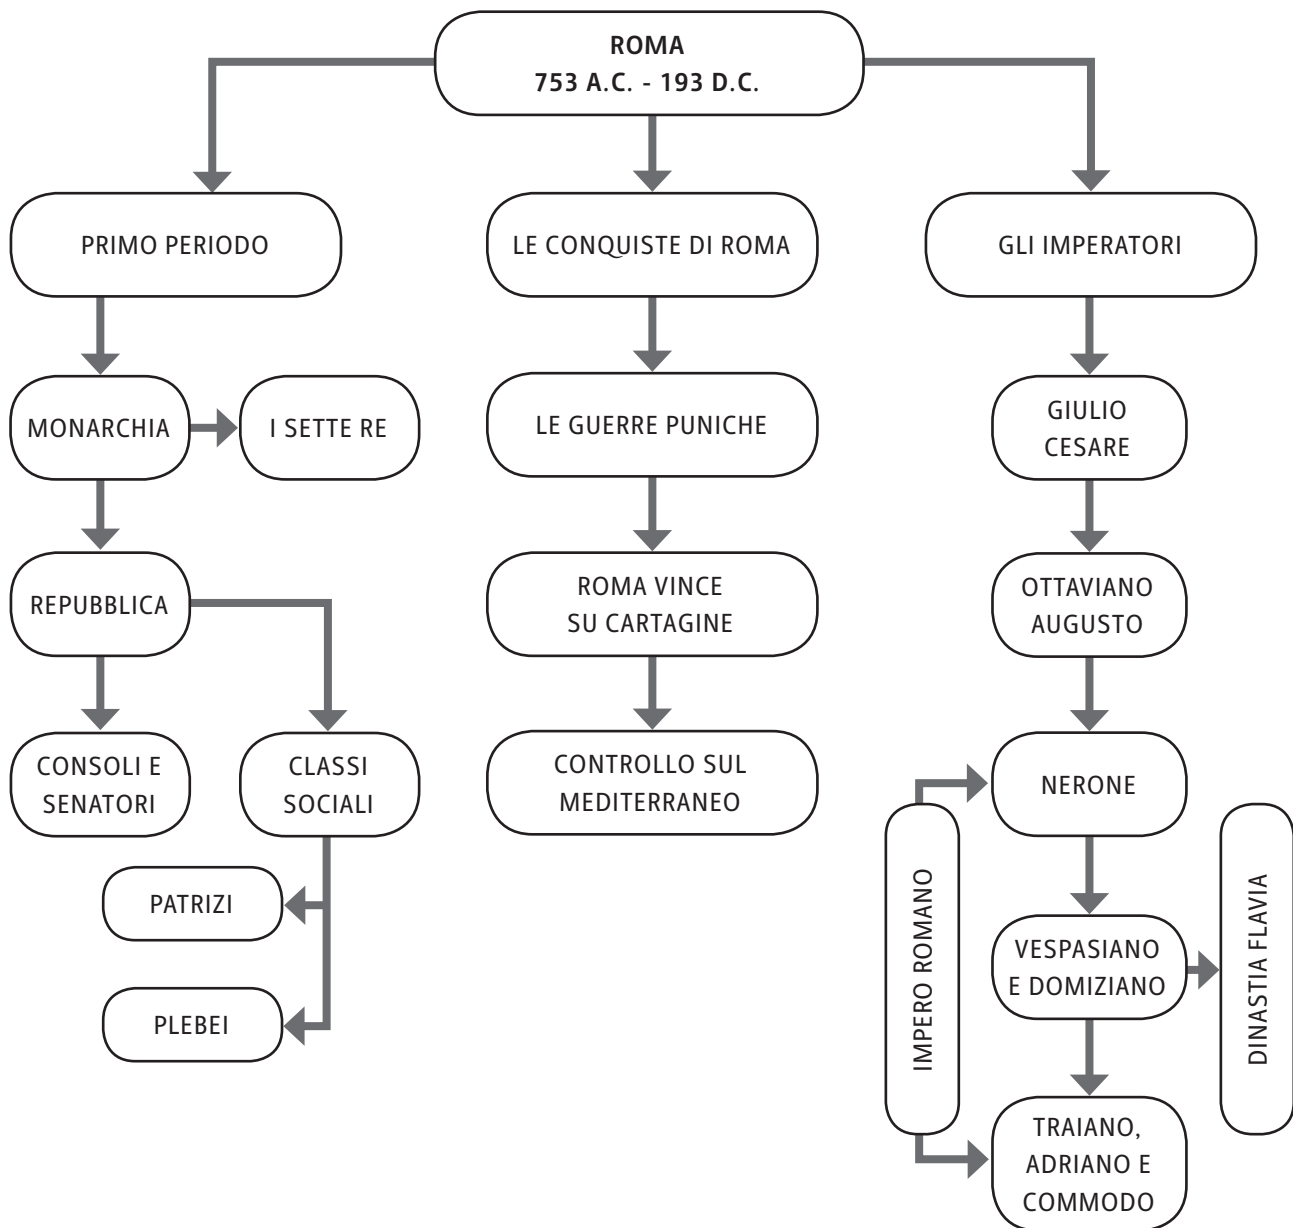 ROMA
753 A.C. - 193 D.C.
PRIMO PERIODO
LE CONQUISTE DI ROMA
GLI IMPERATORI
MONARCHIA
I SETTE RE
LE GUERRE PUNICHE
GIULIO
CESARE
REPUBBLICA
ROMA VINCE
SU CARTAGINE
OTTAVIANO
AUGUSTO
CONSOLI E
SENATORI
CLASSI
SOCIALI
CONTROLLO SUL
MEDITERRANEO
NERONE
PATRIZI
PLEBEI
IMPERO ROMANO
VESPASIANO
E DOMIZIANO
DINASTIA FLAVIA
TRAIANO,
ADRIANO E
COMMODO